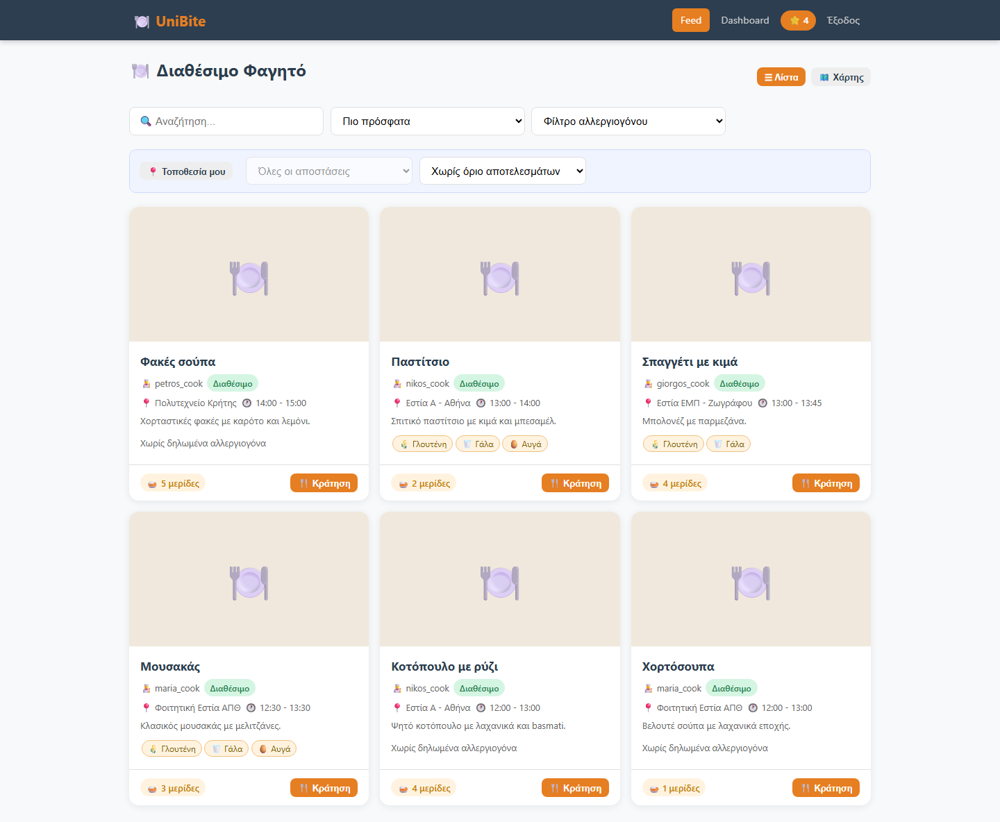 UniBite
Feed
Dashboard
4
Έξοδος
Διαθέσιμο Φαγητό
Λίστα
Χάρτης
Αναζήτηση...
Πιο πρόσφατα
Φίλτρο αλλεργιογόνου
Τοποθεσία μου
Όλες οι αποστάσεις
Χωρίς όριο αποτελεσμάτων
Φακές σούπα
petros_cook Διαθέσιμο
Πολυτεχνείο Κρήτης 14:00 - 15:00
Χορταστικές φακές με καρότο και λεμόνι.
Χωρίς δηλωμένα αλλεργιογόνα
5 μερίδες
Κράτηση
Παστίτσιο
nikos_cook Διαθέσιμο
Εστία Α - Αθήνα 13:00 - 14:00
Σπιτικό παστίτσιο με κιμά και μπεσαμέλ.
Γλουτένη Γάλα Αυγά
2 μερίδες
Κράτηση
Σπαγγέτι με κιμά
giorgos_cook Διαθέσιμο
Εστία ΕΜΠ - Ζωγράφου 13:00 - 13:45
Μπολονέζ με παρμεζάνα.
Γλουτένη Γάλα
4 μερίδες
Κράτηση
Μουσακάς
maria_cook Διαθέσιμο
Φοιτητική Εστία ΑΠΘ 12:30 - 13:30
Κλασικός μουσακάς με μελιτζάνες.
Γλουτένη Γάλα Αυγά
3 μερίδες
Κράτηση
Κοτόπουλο με ρύζι
nikos_cook Διαθέσιμο
Εστία Α - Αθήνα 12:00 - 13:00
Ψητό κοτόπουλο με λαχανικά και basmati.
Χωρίς δηλωμένα αλλεργιογόνα
4 μερίδες
Κράτηση
Χορτόσουπα
maria_cook Διαθέσιμο
Φοιτητική Εστία ΑΠΘ 12:00 - 13:00
Βελουτέ σούπα με λαχανικά εποχής.
Χωρίς δηλωμένα αλλεργιογόνα
1 μερίδες
Κράτηση